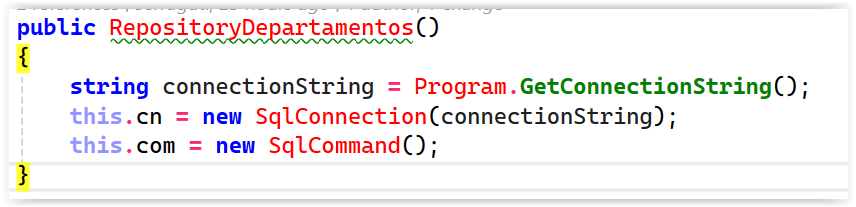 public RepositoryDepartamentos()
{
string connectionString = Program.GetConnectionString();
this.cn = new SqlConnection(connectionString);
this.com = new SqlCommand();
}